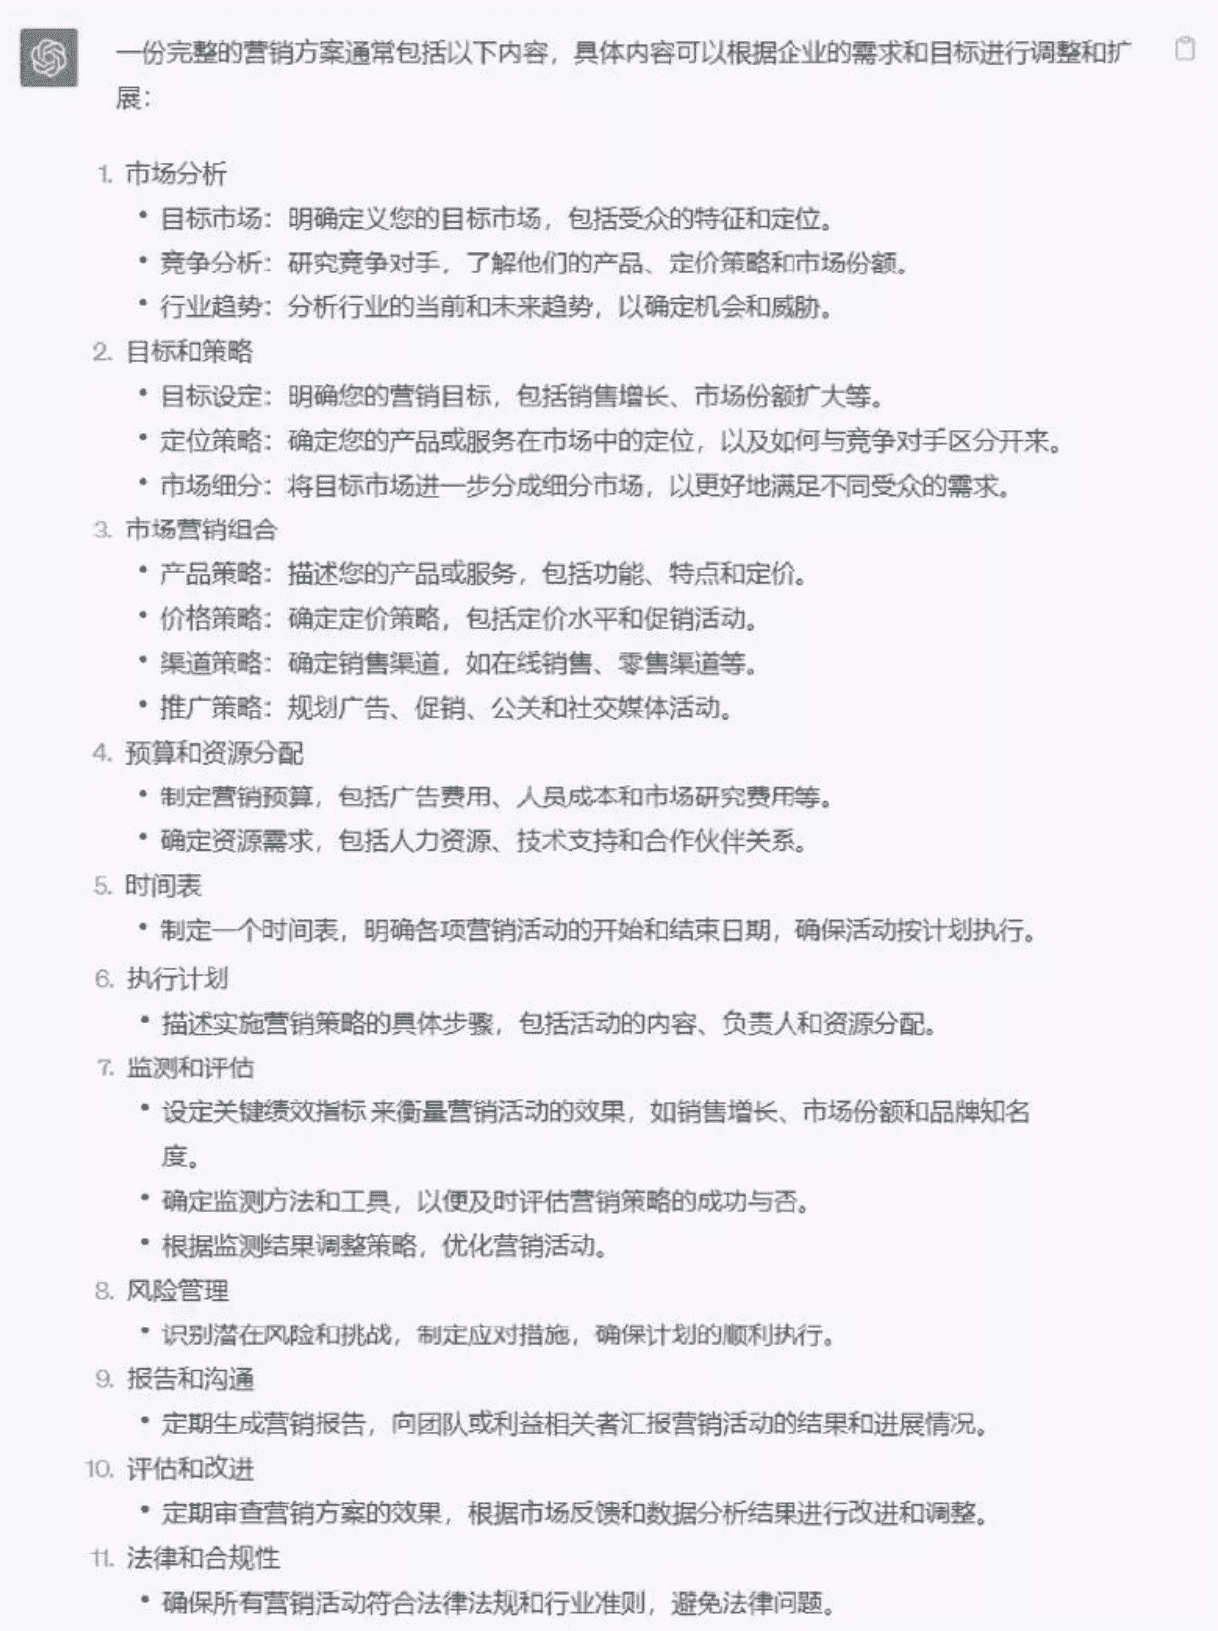 一份完整的营销方案通常包括以下内容，具体内容可以根据企业的需求和目标进行调整和扩
展：
1. 市场分析
• 目标市场：明确定义您的目标市场，包括受众的特征和定位。
• 竞争分析：研究竞争对手，了解他们的产品、定价策略和市场份额。
• 行业趋势：分析行业的当前和未来趋势，以确定机会和威胁。
2. 目标和策略
• 目标设定：明确您的营销目标，包括销售增长、市场份额扩大等。
• 定位策略：确定您的产品或服务在市场中的定位，以及如何与竞争对手区分开来。
• 市场细分：将目标市场进一步分成细分市场，以更好地满足不同受众的需求。
3. 市场营销组合
• 产品策略：描述您的产品或服务，包括功能、特点和定价。
• 价格策略：确定定价策略，包括定价水平和促销活动。
• 渠道策略：确定销售渠道，如在线销售、零售渠道等。
• 推广策略：规划广告、促销、公关和社交媒体活动。
4. 预算和资源分配
• 制定营销预算，包括广告费用、人员成本和市场研究费用等。
• 确定资源需求，包括人力资源、技术支持和合作伙伴关系。
5. 时间表
• 制定一个时间表，明确各项营销活动的开始和结束日期，确保活动按计划执行。
6. 执行计划
• 描述实施营销策略的具体步骤，包括活动的内容、负责人和资源分配。
7. 监测和评估
• 设定关键绩效指标来衡量营销活动的效果，如销售增长、市场份额和品牌知名
度。
• 确定监测方法和工具，以便及时评估营销策略的成功与否。
• 根据监测结果调整策略，优化营销活动。
8. 风险管理
• 识别潜在风险和挑战，制定应对措施，确保计划的顺利执行。
9. 报告和沟通
• 定期生成营销报告，向团队或利益相关者汇报营销活动的结果和进展情况。
10. 评估和改进
• 定期审查营销方案的效果，根据市场反馈和数据分析结果进行改进和调整。
11. 法律和合规性
• 确保所有营销活动符合法律法规和行业准则，避免法律问题。